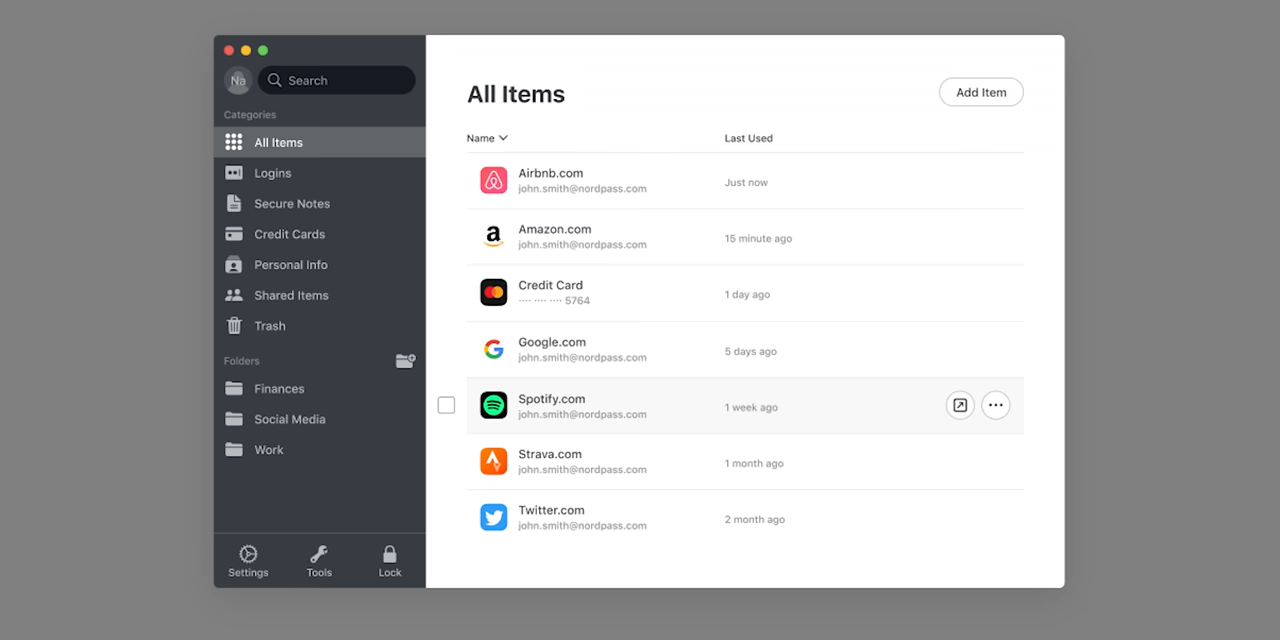 Na
Search
Categories
All Items
Logins
Secure Notes
Credit Cards
Personal Info
Shared Items
Trash
Folders
Finances
Social Media
Work
Settings Tools Lock
All Items
Add Item
Name Last Used
Airbnb.com
john.smith@nordpass.com
Just now
Amazon.com
john.smith@nordpass.com
15 minute ago
Credit Card
···· ···· ···· 5764
1 day ago
Google.com
john.smith@nordpass.com
5 days ago
Spotify.com
john.smith@nordpass.com
1 week ago
Strava.com
john.smith@nordpass.com
1 month ago
Twitter.com
john.smith@nordpass.com
2 month ago